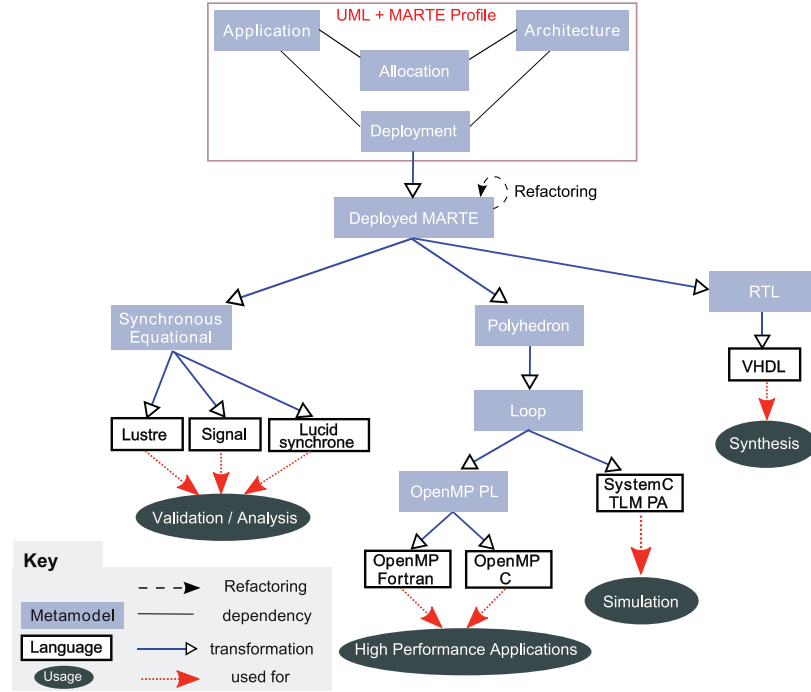 UML + MARTE Profile
Application
Architecture
Allocation
Deployment
Refactoring
Deployed MARTE
RTL
Synchronous
Equational
Polyhedron
VHDL
Loop
Lustre
Signal
Lucid
synchrone
Synthesis
OpenMP PL
SystemC
TLM PA
Validation / Analysis
OpenMP
Fortran
OpenMP
C
Simulation
High Performance Applications
Key
Refactoring
Metamodel
dependency
Language
transformation
Usage
used for